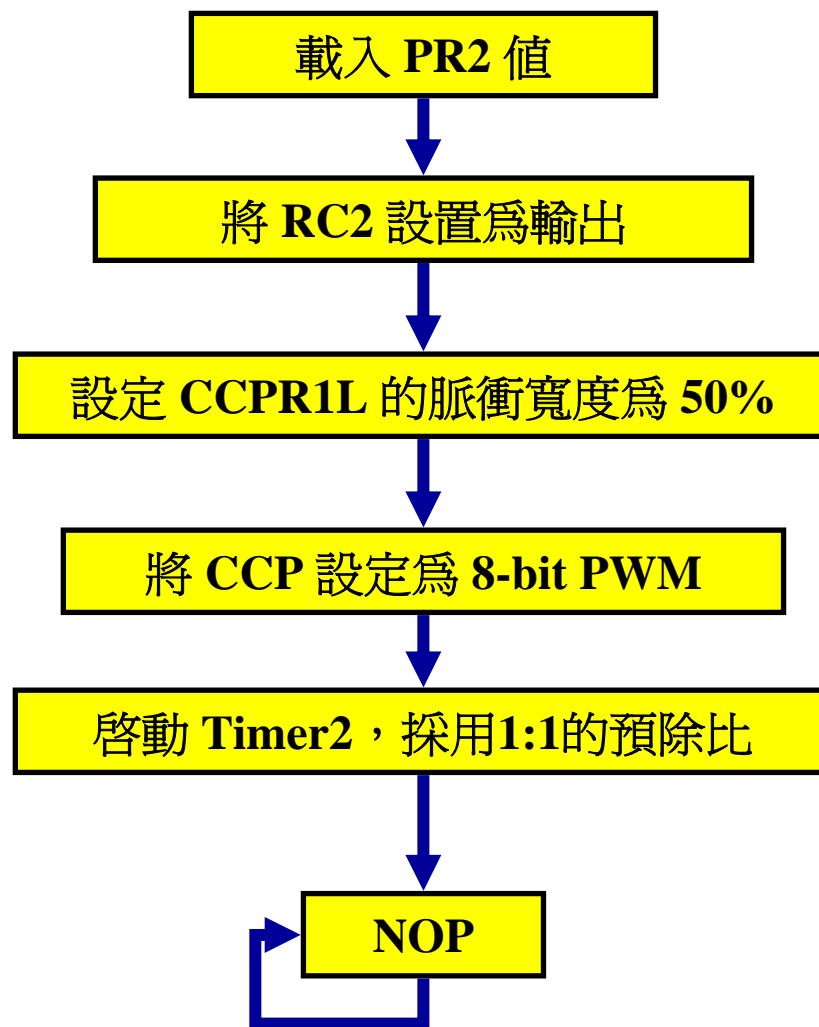 載入 PR2 值
將 RC2 設置爲輸出
設定 CCPR1L 的脈衝寬度爲 50%
將 CCP 設定爲 8-bit PWM
啓動 Timer2，採用1:1的預除比
NOP